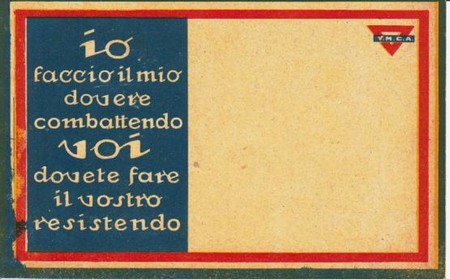 io
faccio il mio
dovere
combattendo
voi
dovete fare
il vostro
resistendo
Y.M.C.A.